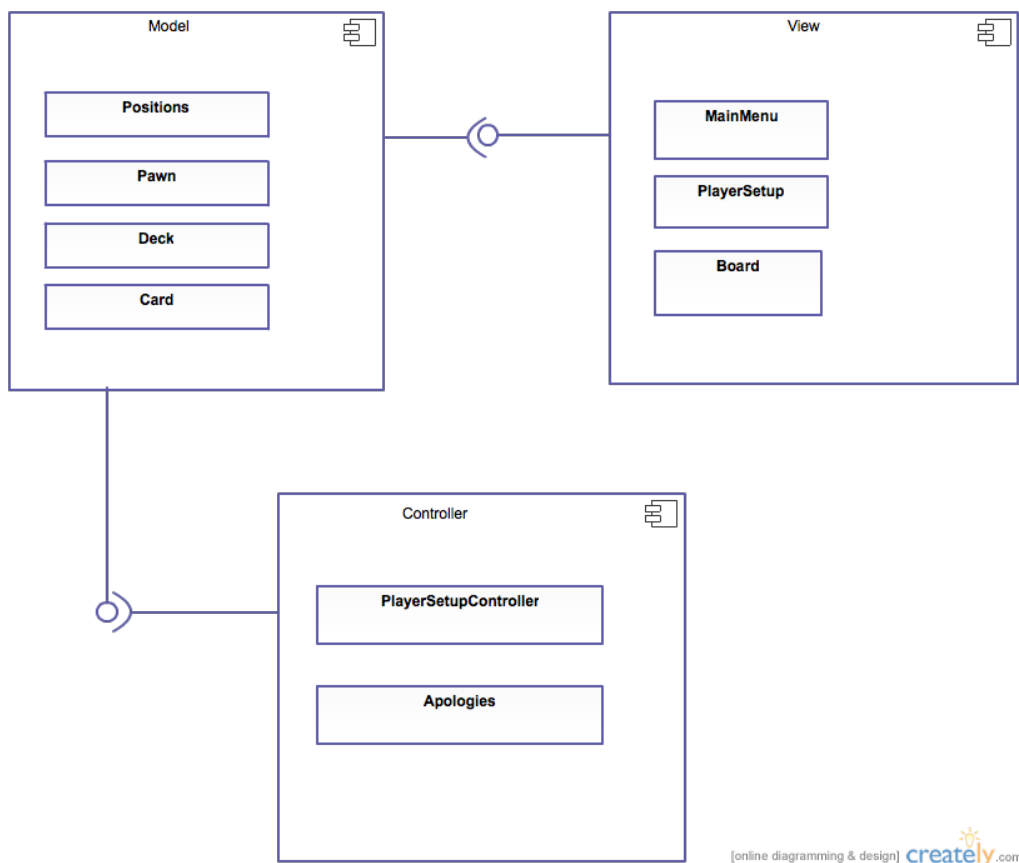 Model
Positions
Pawn
Deck
Card
View
MainMenu
PlayerSetup
Board
Controller
PlayerSetupController
Apologies
[online diagramming & design] creately.com